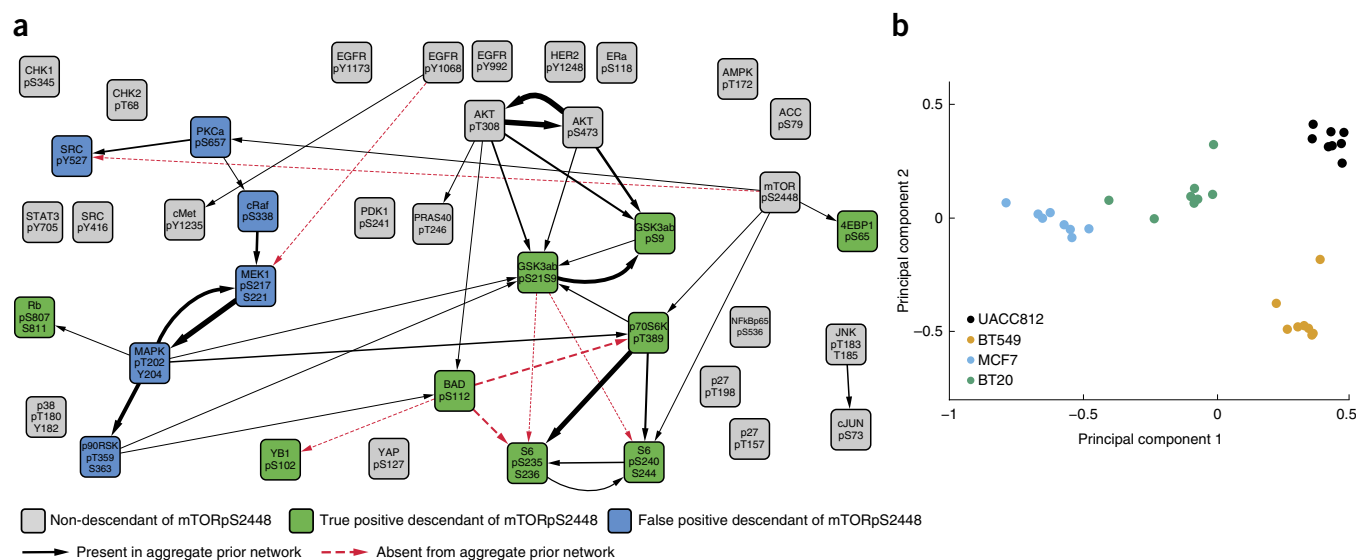 a
b
CHK1
pS345
CHK2
pT68
EGFR
pY1173
EGFR
pY1068
EGFR
pY992
HER2
pY1248
ERa
pS118
AMPK
pT172
ACC
pS79
AKT
pT308
AKT
pS473
PKCa
pS657
SRC
pY527
mTOR
pS2448
STAT3
pY705
SRC
pY416
cMet
pY1235
cRaf
pS338
PDK1
pS241
PRAS40
pT246
GSK3ab
pS9
4EBP1
pS65
GSK3ab
pS21S9
MEK1
pS217
S221
Rb
pS807
S811
MAPK
pT202
Y204
p70S6K
pT389
NFkBp65
pS536
JNK
pT183
T185
BAD
pS112
p27
pT198
p38
pT180
Y182
p90RSK
pT359
S363
YB1
pS102
YAP
pS127
S6
pS235
S236
S6
pS240
S244
p27
pT157
cJUN
pS73
Non-descendant of mTORpS2448
True positive descendant of mTORpS2448
False positive descendant of mTORpS2448
Present in aggregate prior network
Absent from aggregate prior network
Principal component 2
0.5
0
−0.5
UACC812
BT549
MCF7
BT20
−1
−0.5
0
0.5
Principal component 1